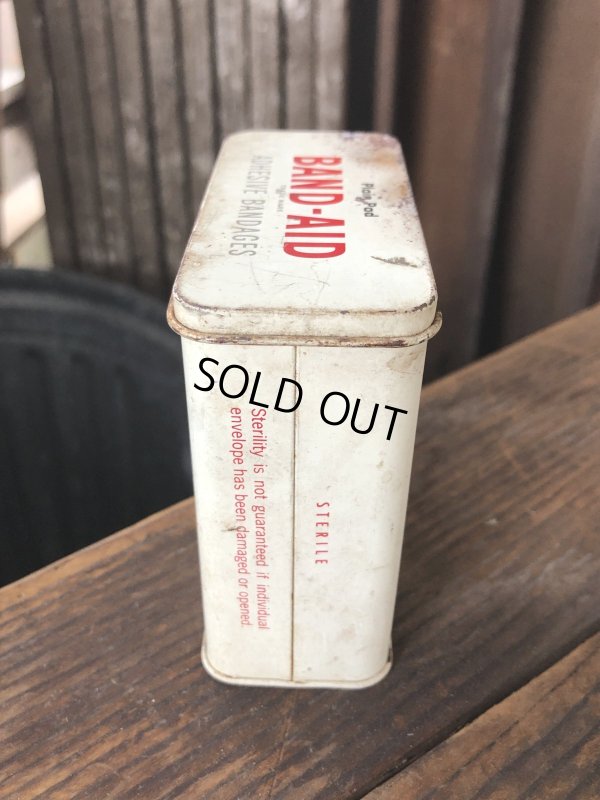 Plain Pad
BAND-AID
ADHESIVE BANDAGES
SOLD OUT
Sterility is not guaranteed if individual
envelope has been damaged or opened.
STERILE